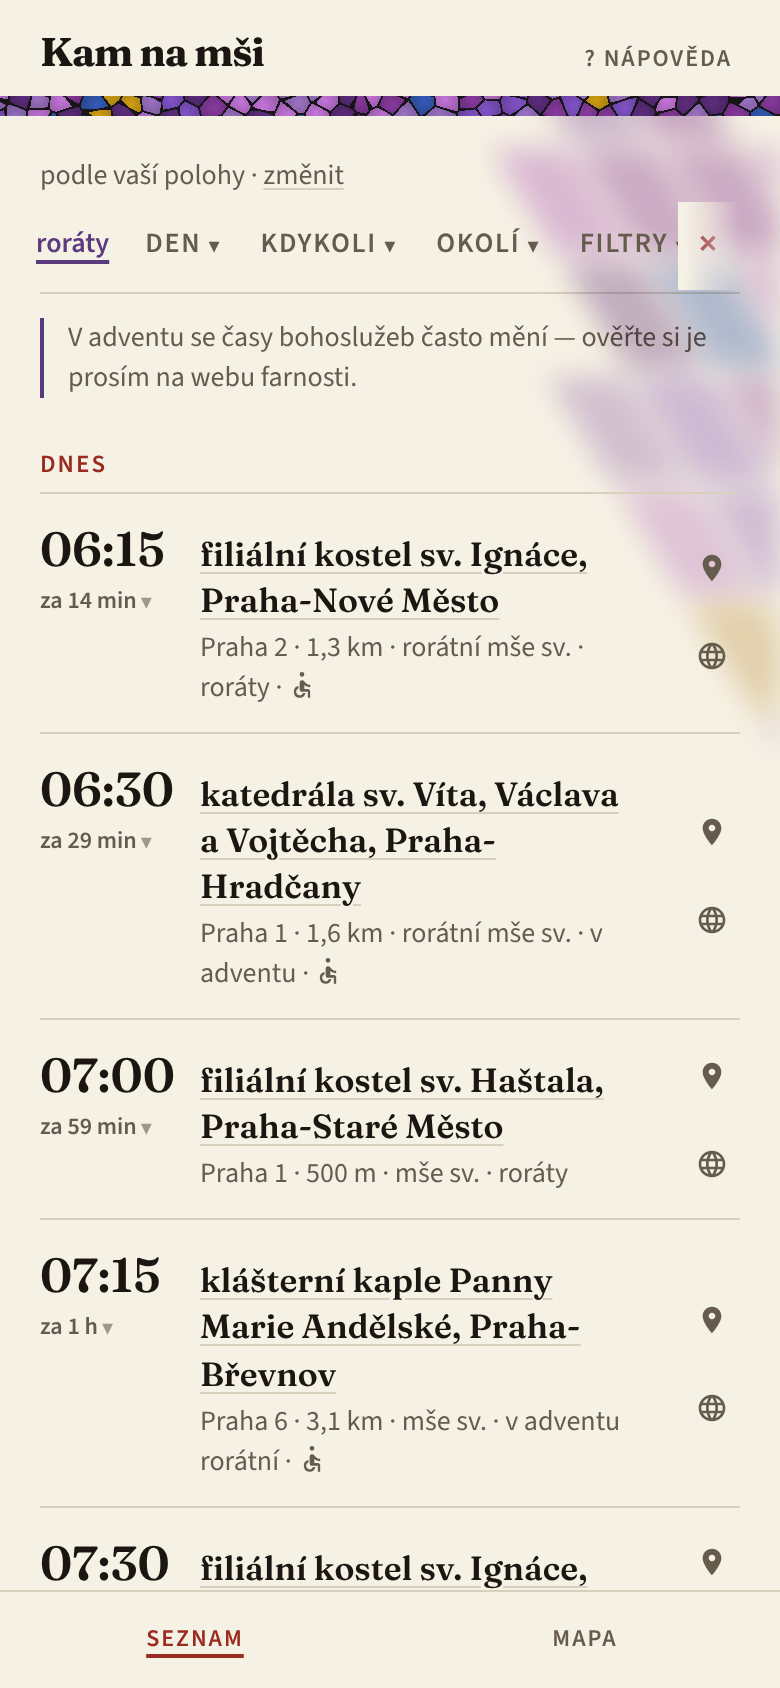 Kam na mši
? NÁPOVĚDA
podle vaší polohy · změnit
roráty DEN ▾ KDYKOLI ▾ OKOLÍ ▾ FILTRY ✕
V adventu se časy bohoslužeb často mění — ověřte si je
prosím na webu farnosti.
DNES
06:15
za 14 min ▾
filiální kostel sv. Ignáce,
Praha-Nové Město
Praha 2 · 1,3 km · rorátní mše sv. ·
roráty ·
06:30
za 29 min ▾
katedrála sv. Víta, Václava
a Vojtěcha, Praha-
Hradčany
Praha 1 · 1,6 km · rorátní mše sv. · v
adventu ·
07:00
za 59 min ▾
filiální kostel sv. Haštala,
Praha-Staré Město
Praha 1 · 500 m · mše sv. · roráty
07:15
za 1 h ▾
klášterní kaple Panny
Marie Andělské, Praha-
Břevnov
Praha 6 · 3,1 km · mše sv. · v adventu
rorátní ·
07:30
filiální kostel sv. Ignáce,
SEZNAM
MAPA